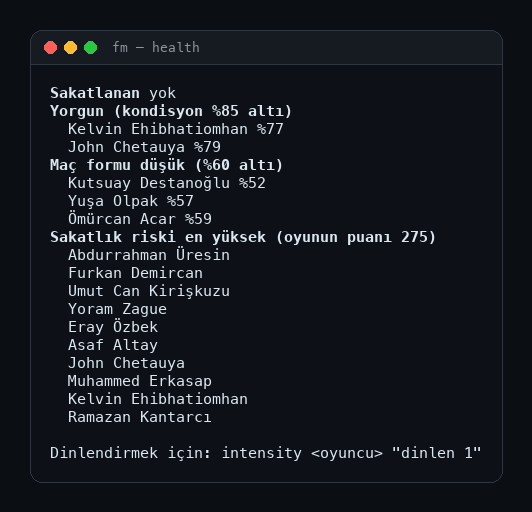 fm — health
Sakatlanan yok
Yorgun (kondisyon %85 altı)
Kelvin Ehibhatiomhan %77
John Chetauya %79
Maç formu düşük (%60 altı)
Kutsuay Destanoğlu %52
Yuşa Olpak %57
Ömürcan Acar %59
Sakatlık riski en yüksek (oyunun puanı 275)
Abdurrahman Üresin
Furkan Demircan
Umut Can Kirişkuzu
Yoram Zague
Eray Özbek
Asaf Altay
John Chetauya
Muhammed Erkasap
Kelvin Ehibhatiomhan
Ramazan Kantarcı
Dinlendirmek için: intensity <oyuncu> "dinlen 1"